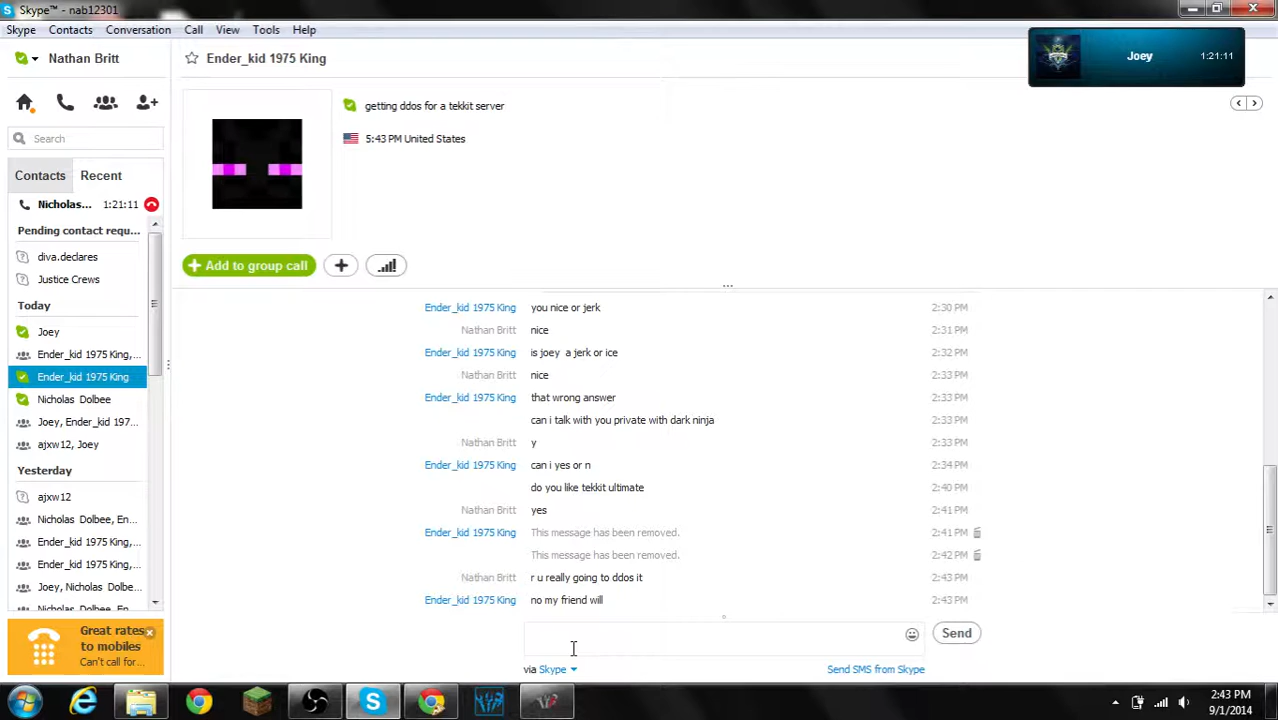 Skype™ - nab12301
Skype Contacts Conversation Call View Tools Help
Nathan Britt
Ender_kid 1975 King
Joey 1:21:11
getting ddos for a tekkit server
5:43 PM United States
Search
Contacts Recent
Nicholas... 1:21:11
Pending contact requ...
diva.declares
Justice Crews
Today
Joey
Ender_kid 1975 King,...
Ender_kid 1975 King
Nicholas Dolbee
Joey, Ender_kid 197...
ajxw12, Joey
Yesterday
ajxw12
Nicholas Dolbee, En...
Ender_kid 1975 King,...
Ender_kid 1975 King,...
Joey, Nicholas Dolbe...
Nicholas Dolbee, En...
Great rates
to mobiles
Can't call for...
+ Add to group call
...
Ender_kid 1975 King you nice or jerk 2:30 PM
Nathan Britt nice 2:31 PM
Ender_kid 1975 King is joey a jerk or ice 2:32 PM
Nathan Britt nice 2:33 PM
Ender_kid 1975 King that wrong answer 2:33 PM
can i talk with you private with dark ninja 2:33 PM
Nathan Britt y 2:33 PM
Ender_kid 1975 King can i yes or n 2:34 PM
do you like tekkit ultimate 2:40 PM
Nathan Britt yes 2:41 PM
Ender_kid 1975 King This message has been removed. 2:41 PM
This message has been removed. 2:42 PM
Nathan Britt r u really going to ddos it 2:43 PM
Ender_kid 1975 King no my friend will 2:43 PM
Send
via Skype
Send SMS from Skype
2:43 PM
9/1/2014